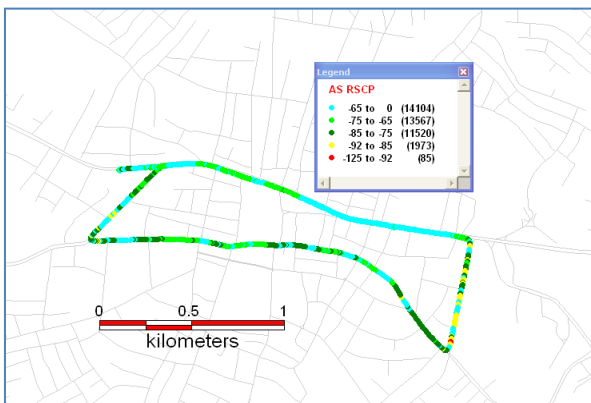 Legend
AS RSCP
-65 to 0 (14104)
-75 to -65 (13567)
-85 to -75 (11520)
-92 to -85 (1973)
-125 to -92 (85)
0 0.5 1
kilometers